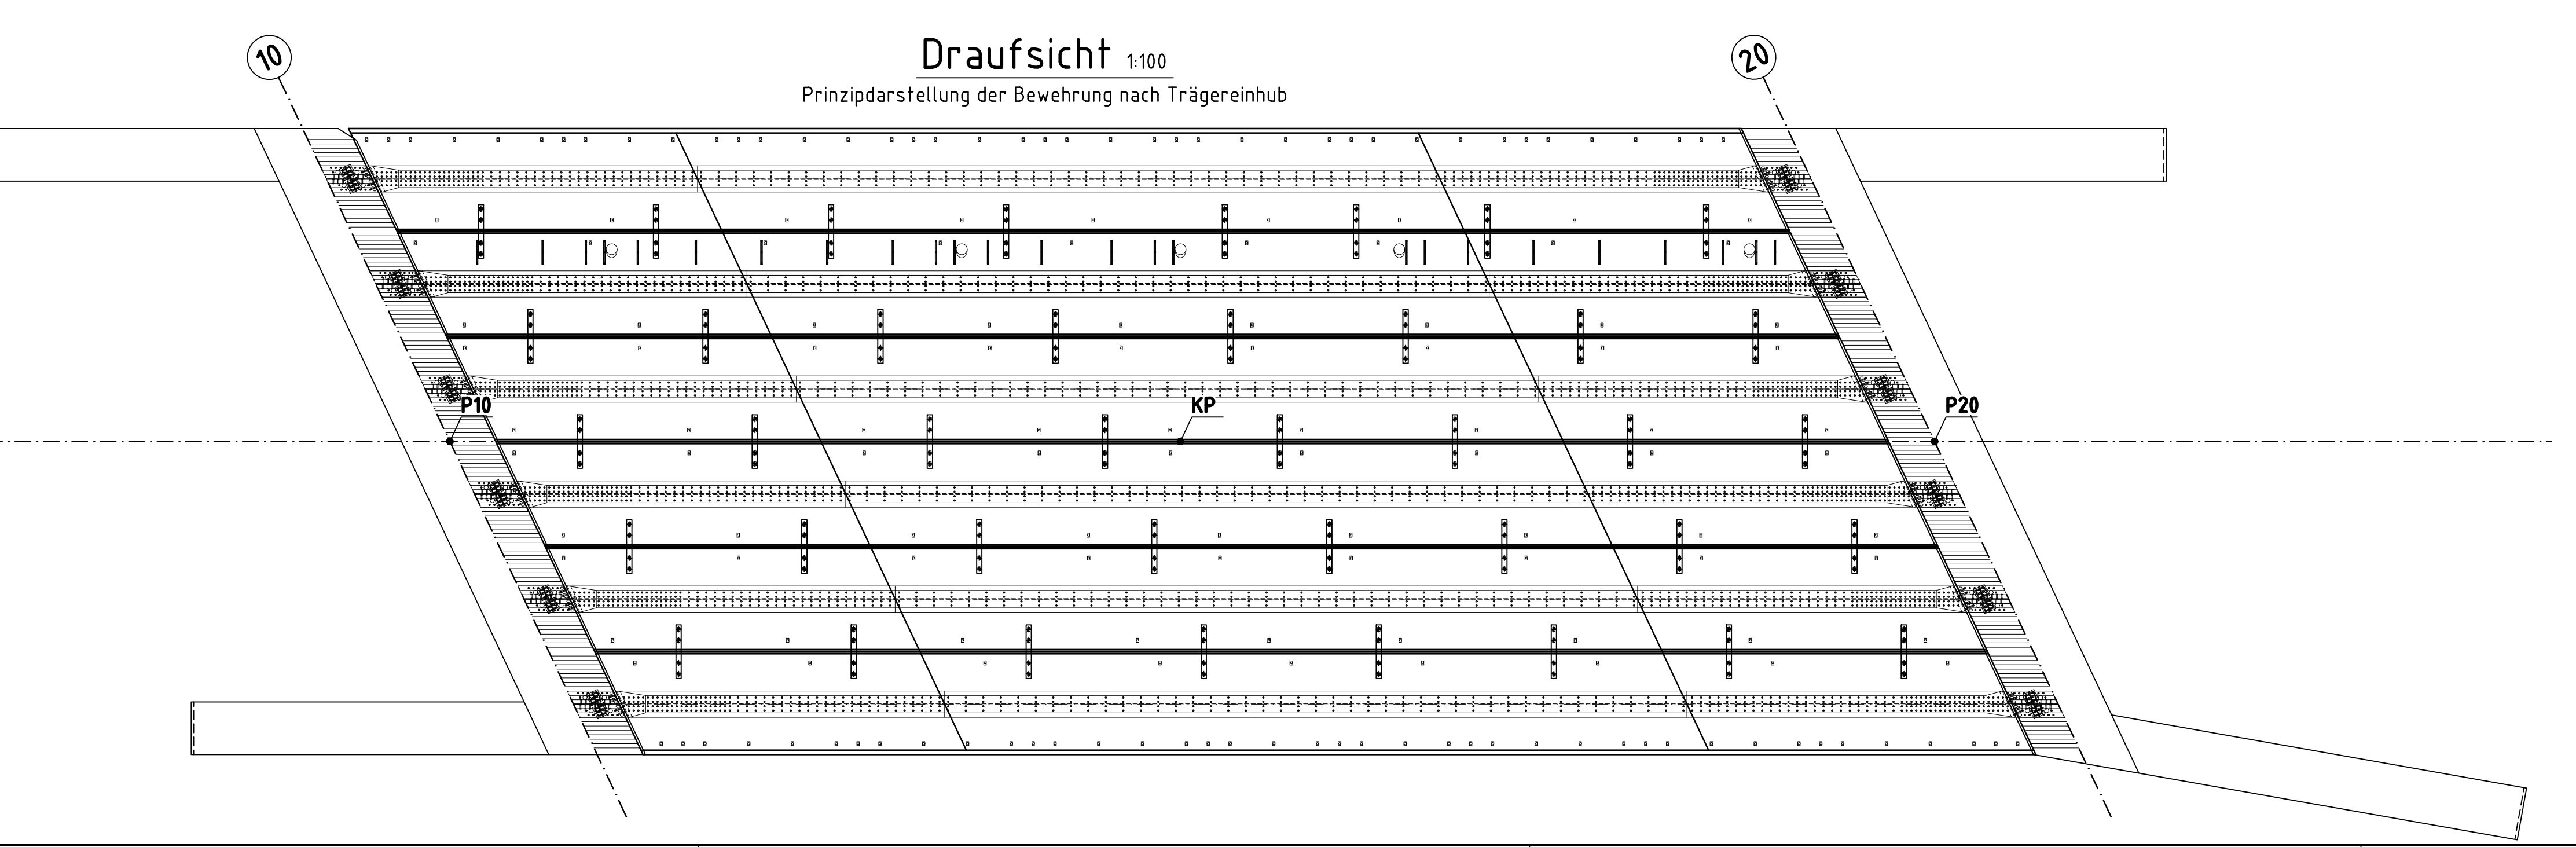 10
20
Draufsicht 1:100
Prinzipdarstellung der Bewehrung nach Trägereinhub
P10
KP
P20